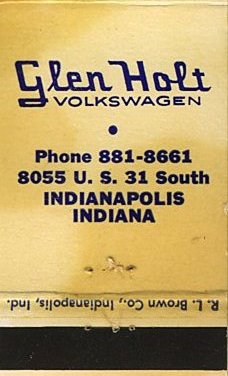 Glen Holt
VOLKSWAGEN
•
Phone 881-8661
8055 U. S. 31 South
INDIANAPOLIS
INDIANA
R. L. Brown Co., Indianapolis, Ind.